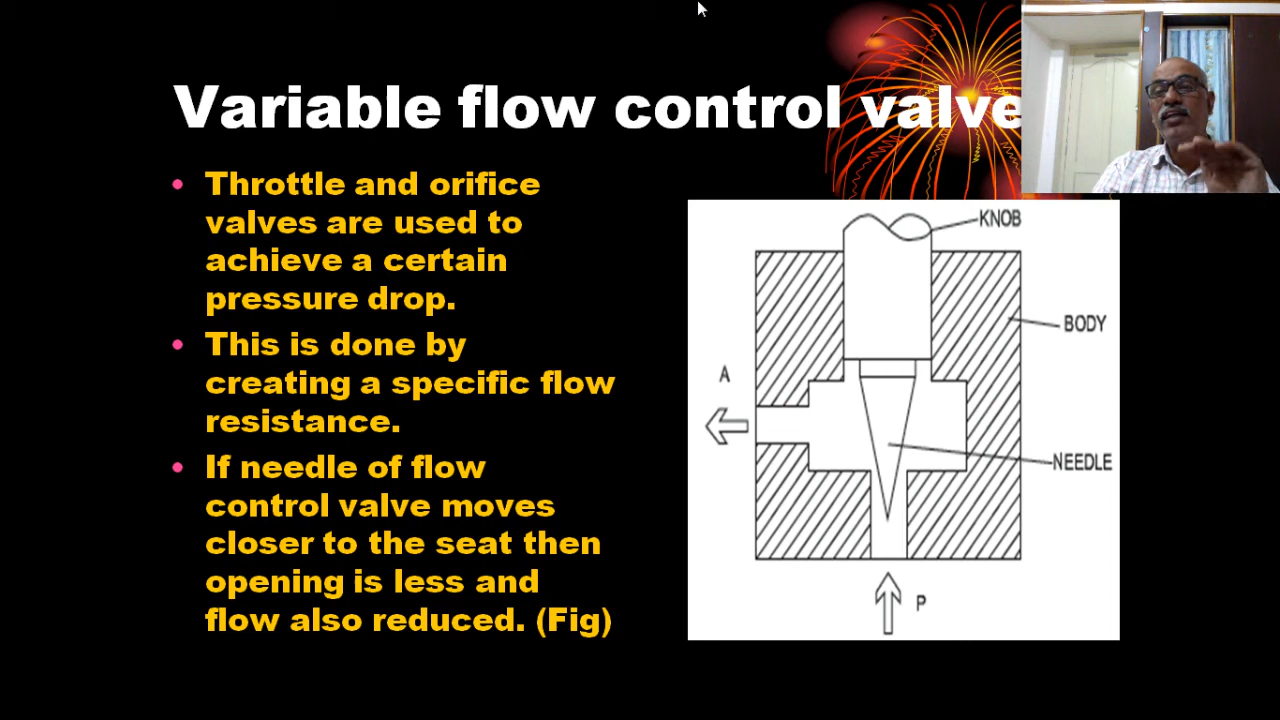 Variable flow control valve
• Throttle and orifice
valves are used to
achieve a certain
pressure drop.
• This is done by
creating a specific flow
resistance.
• If needle of flow
control valve moves
closer to the seat then
opening is less and
flow also reduced. (Fig)
KNOB
BODY
A
NEEDLE
P